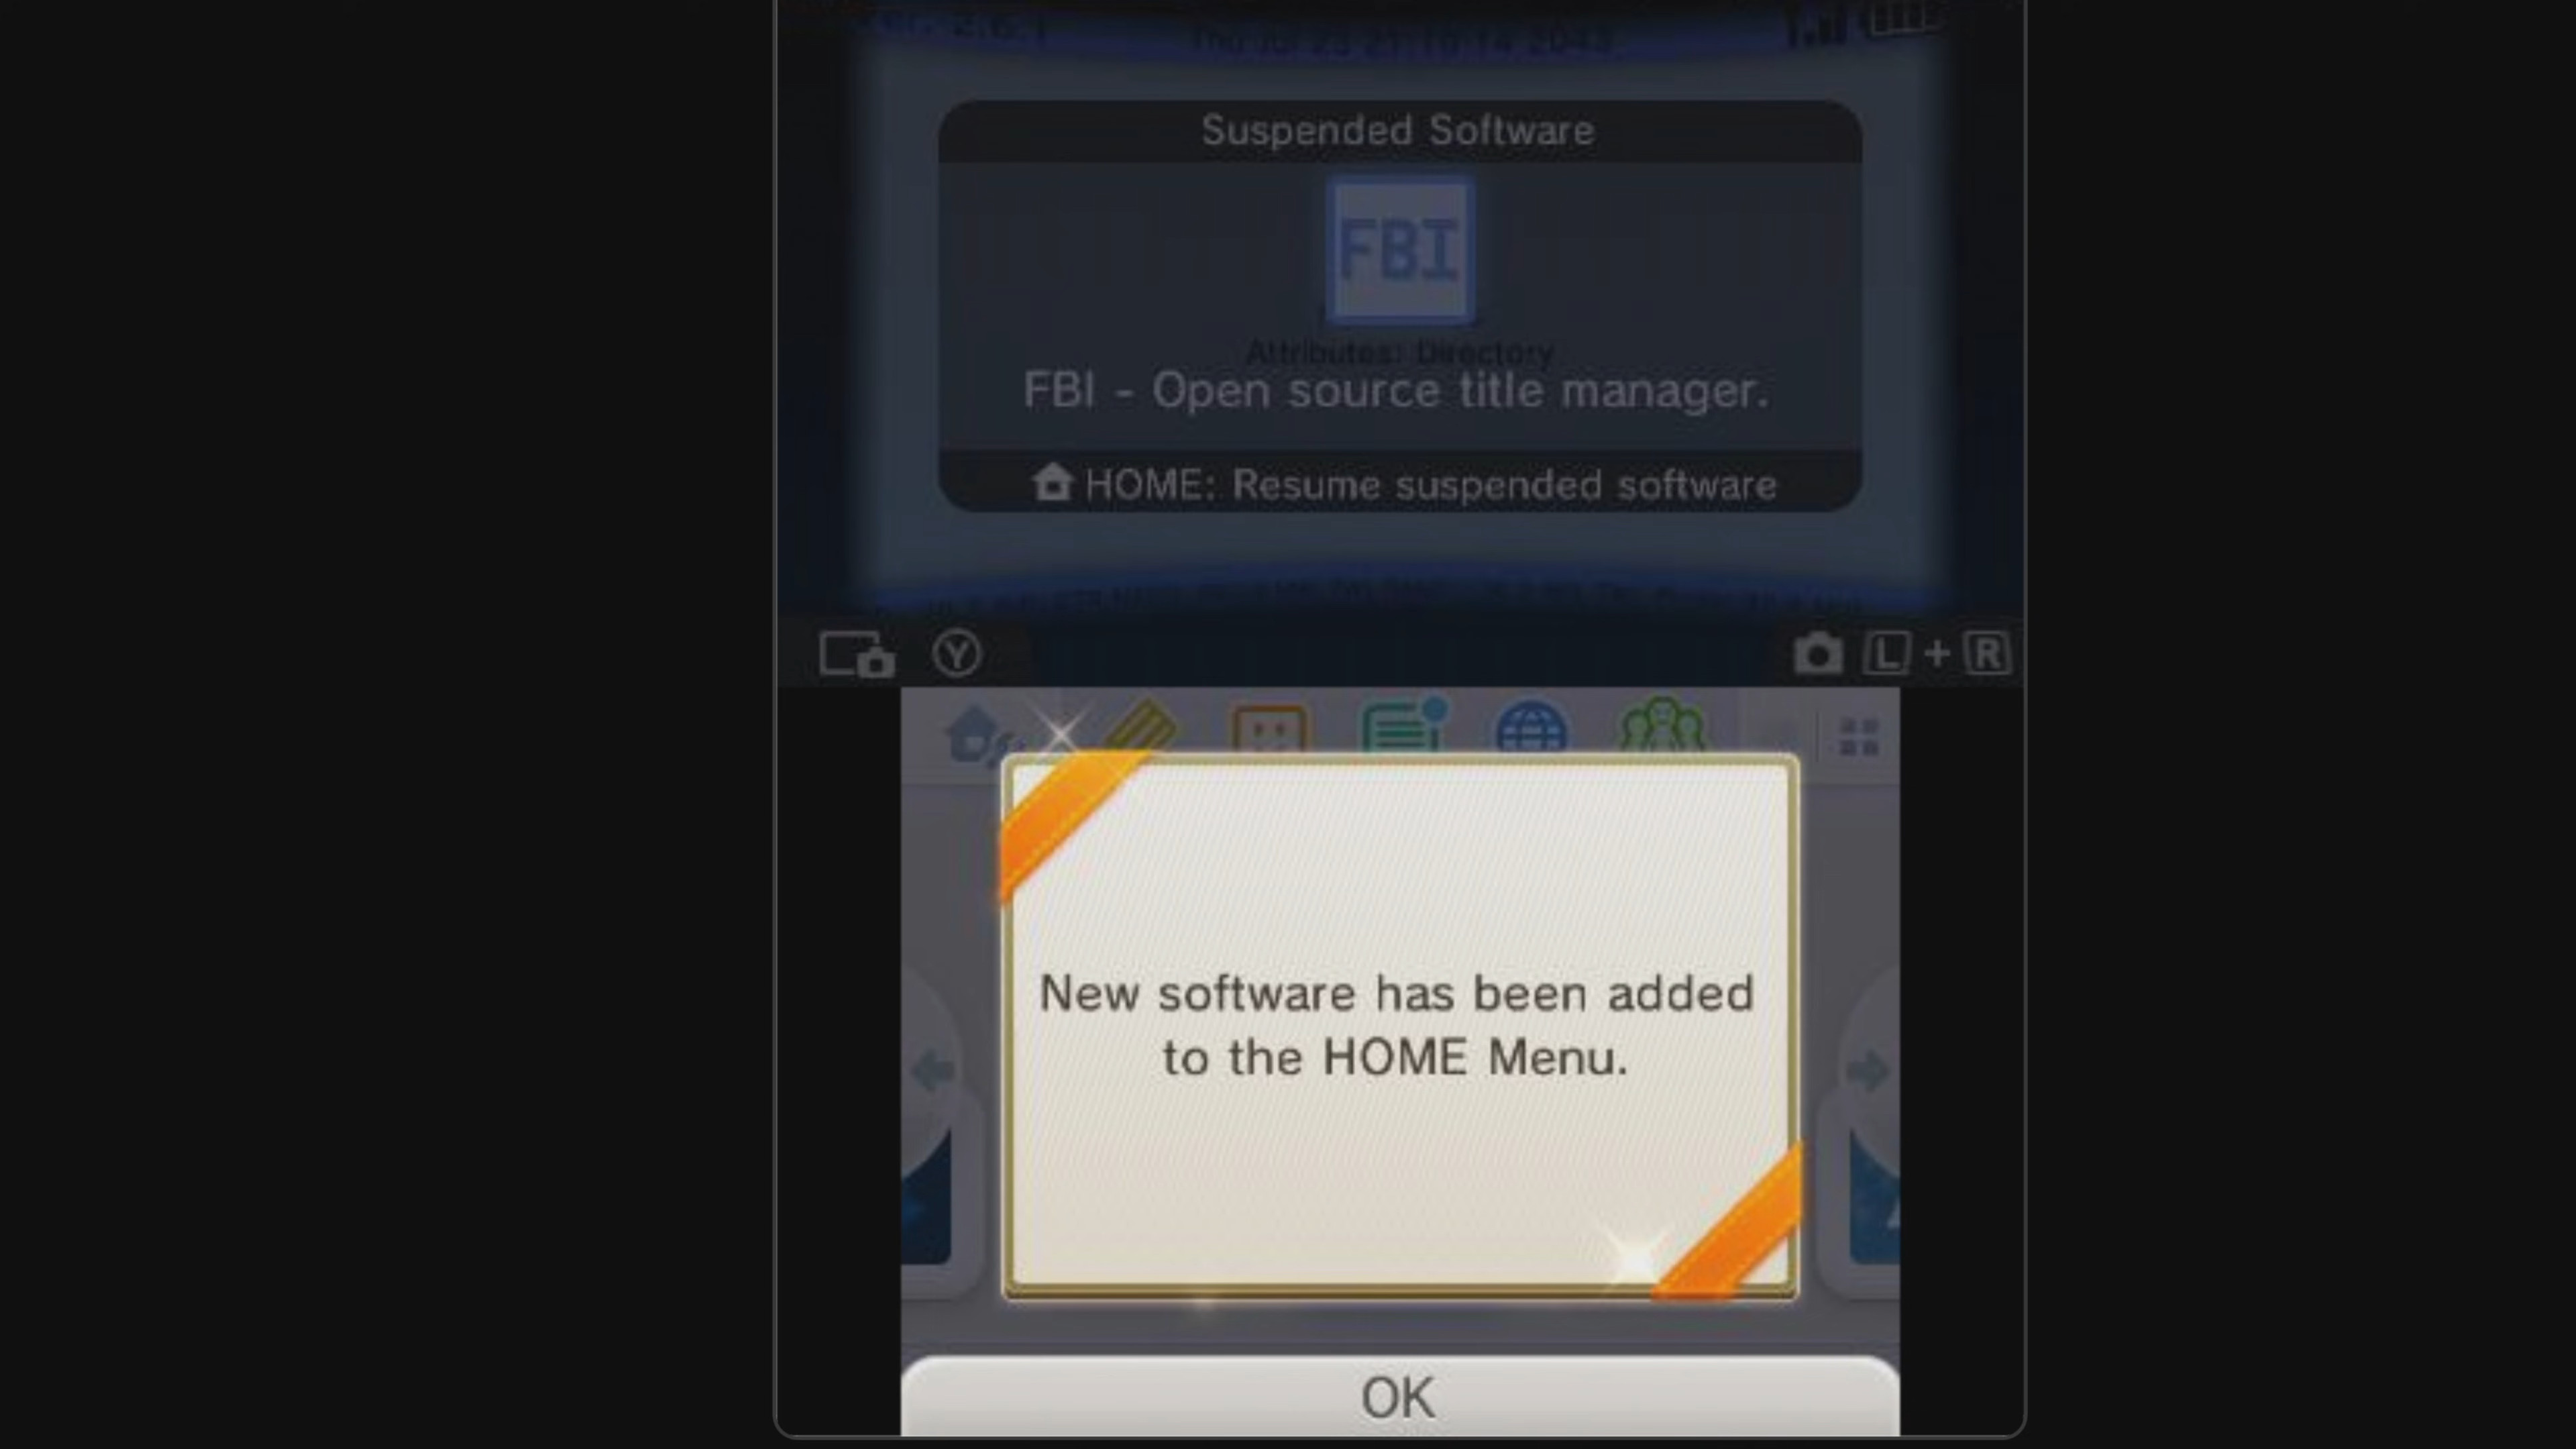 Suspended Software
FBI
Attributes: Directory
FBI - Open source title manager.
HOME: Resume suspended software
Y
L + R
New software has been added
to the HOME Menu.
OK